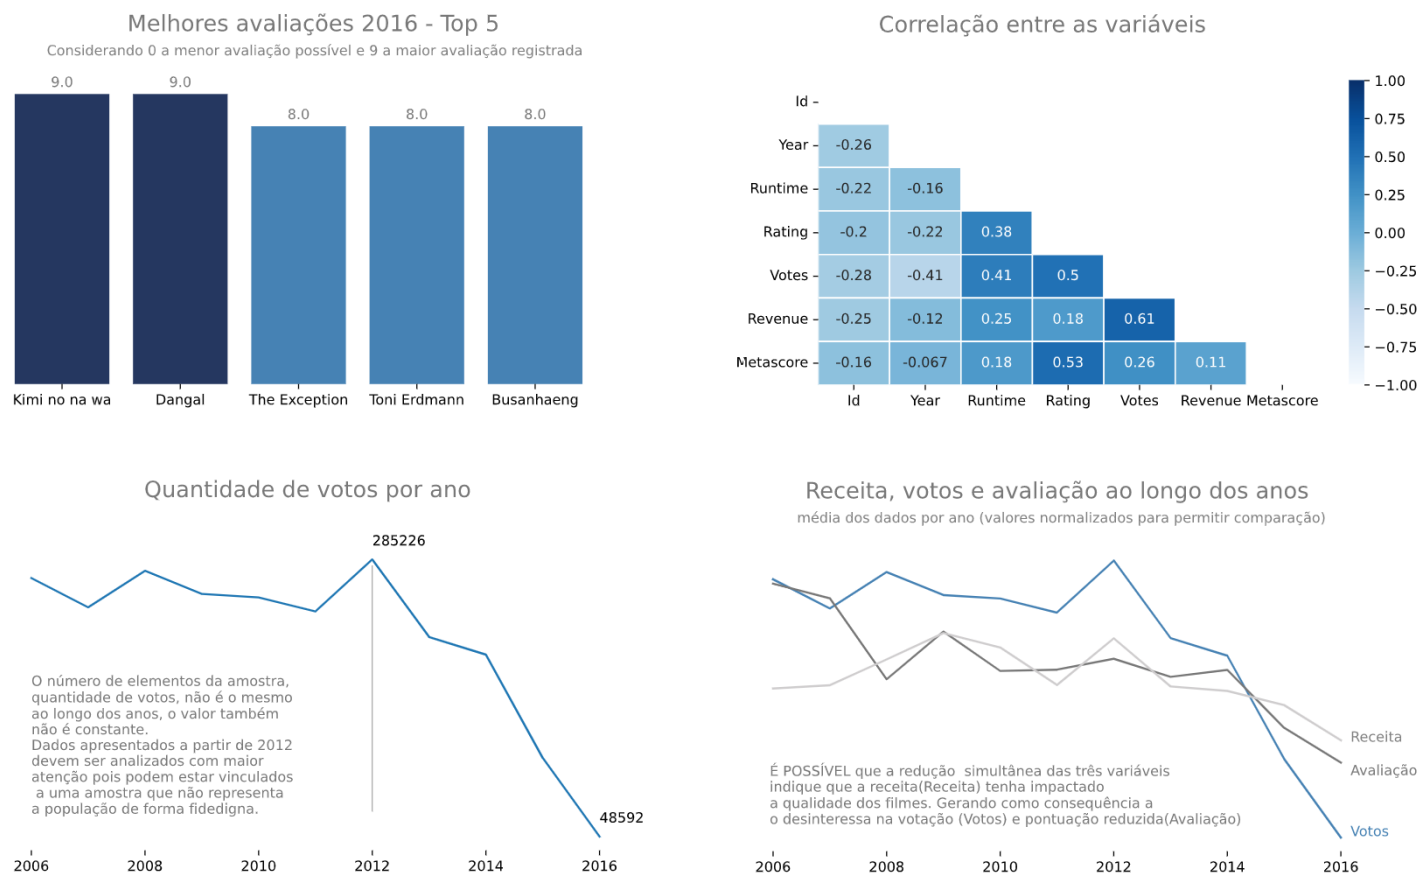 Melhores avaliações 2016 - Top 5
Considerando 0 a menor avaliação possível e 9 a maior avaliação registrada
9.0 9.0 8.0 8.0 8.0
Kimi no na wa Dangal The Exception Toni Erdmann Busanhaeng
Correlação entre as variáveis
Id
Year -0.26
Runtime -0.22 -0.16
Rating -0.2 -0.22 0.38
Votes -0.28 -0.41 0.41 0.5
Revenue -0.25 -0.12 0.25 0.18 0.61
Metascore -0.16 -0.067 0.18 0.53 0.26 0.11
Id Year Runtime Rating Votes Revenue Metascore
1.00
0.75
0.50
0.25
0.00
−0.25
−0.50
−0.75
−1.00
Quantidade de votos por ano
285226
O número de elementos da amostra,
quantidade de votos, não é o mesmo
ao longo dos anos, o valor também
não é constante.
Dados apresentados a partir de 2012
devem ser analizados com maior
atenção pois podem estar vinculados
a uma amostra que não representa
a população de forma fidedigna.
48592
2006 2008 2010 2012 2014 2016
Receita, votos e avaliação ao longo dos anos
média dos dados por ano (valores normalizados para permitir comparação)
Receita
Avaliação
Votos
É POSSÍVEL que a redução  simultânea das três variáveis
indique que a receita(Receita) tenha impactado
a qualidade dos filmes. Gerando como consequência a
o desinteressa na votação (Votos) e pontuação reduzida(Avaliação)
2006 2008 2010 2012 2014 2016